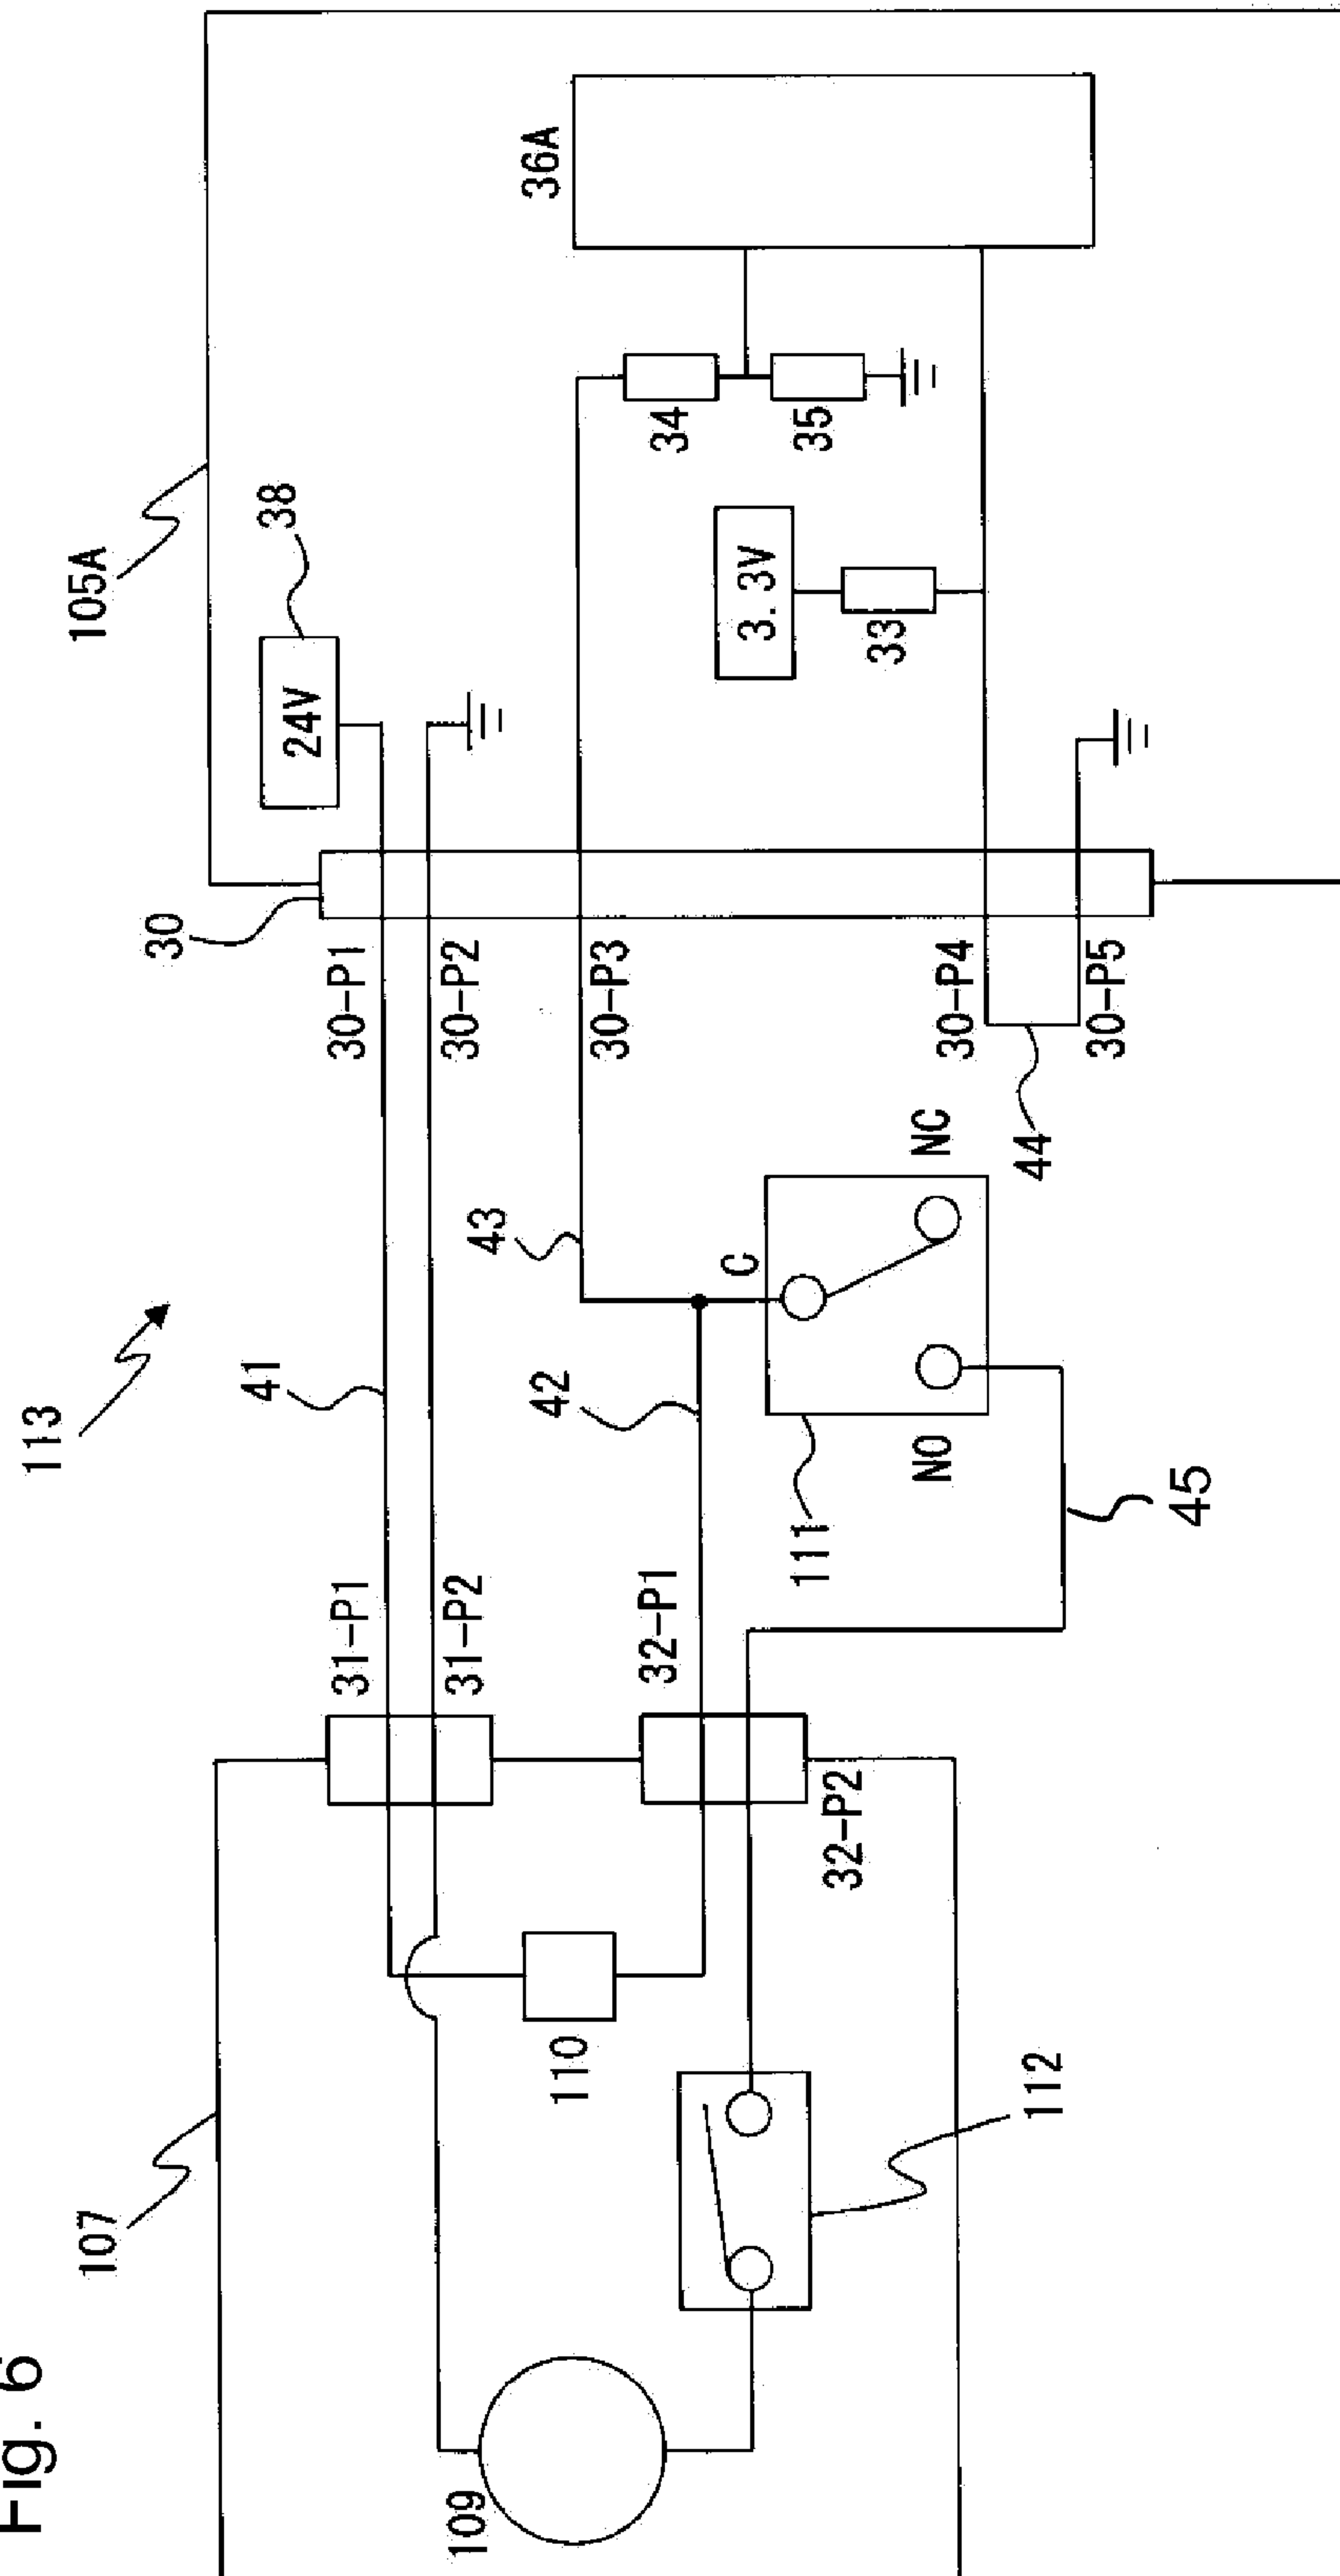 Fig. 6
113
105A
107
30
38
24V
41
31-P1
31-P2
30-P1
30-P2
36A
43
42
32-P1
30-P3
34
35
3. 3V
33
110
109
C
111
NO
NC
32-P2
30-P4
30-P5
44
45
112